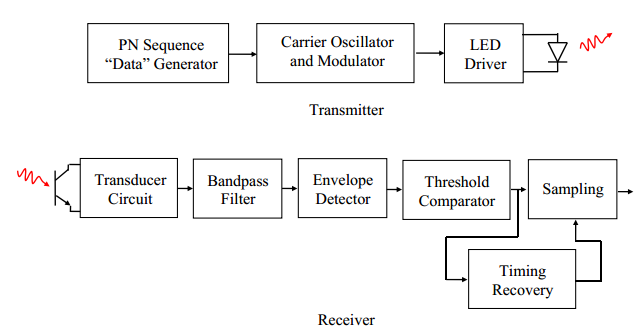 PN Sequence
“Data” Generator
Carrier Oscillator
and Modulator
LED
Driver
Transmitter
Transducer
Circuit
Bandpass
Filter
Envelope
Detector
Threshold
Comparator
Sampling
Timing
Recovery
Receiver